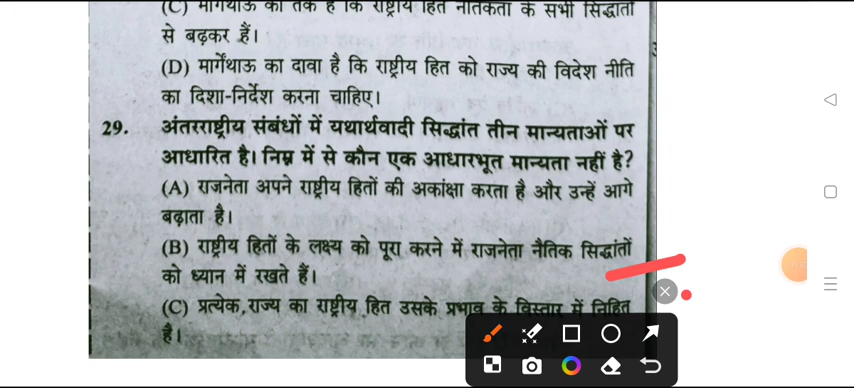 (C) मार्गेंथाऊ का तर्क है कि राष्ट्रीय हित नैतिकता के सभी सिद्धांतों
से बढ़कर हैं।
(D) मार्गेंथाऊ का दावा है कि राष्ट्रीय हित को राज्य की विदेश नीति
का दिशा-निर्देश करना चाहिए।
29. अंतरराष्ट्रीय संबंधों में यथार्थवादी सिद्धांत तीन मान्यताओं पर
आधारित है। निम्न में से कौन एक आधारभूत मान्यता नहीं है?
(A) राजनेता अपने राष्ट्रीय हितों की अकांक्षा करता है और उन्हें आगे
बढ़ाता है।
(B) राष्ट्रीय हितों के लक्ष्य को पूरा करने में राजनेता नैतिक सिद्धांतों
को ध्यान में रखते हैं।
(C) प्रत्येक राज्य का राष्ट्रीय हित उसके प्रभाव के विस्तार में निहित
है।